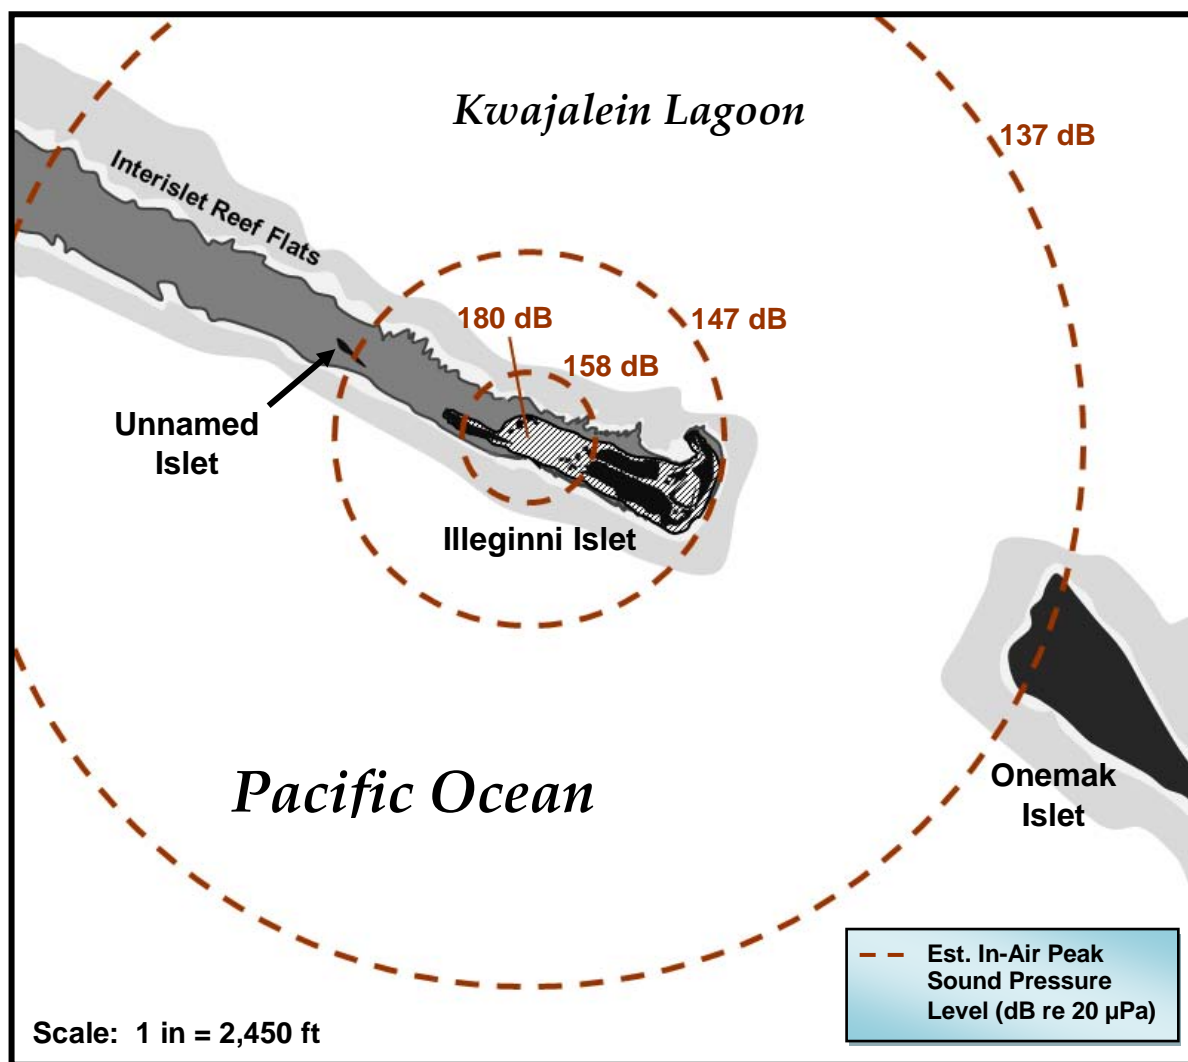 Kwajalein Lagoon
137 dB
Interislet Reef Flats
180 dB
147 dB
158 dB
Unnamed
Islet
Illeginni Islet
Pacific Ocean
Onemak
Islet
Est. In-Air Peak
Sound Pressure
Level (dB re 20 µPa)
Scale:  1 in = 2,450 ft